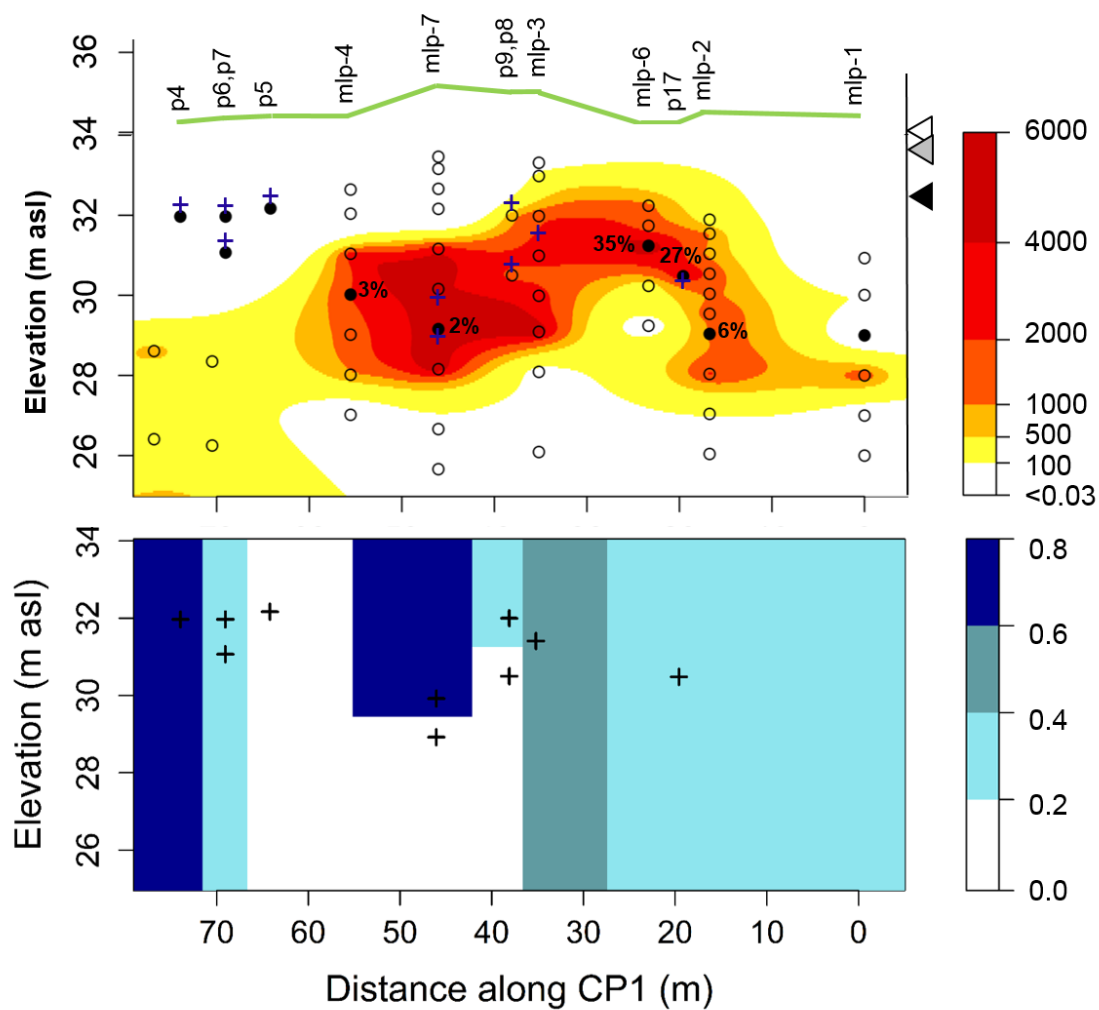 p4
p6,p7
p5
mlp-4
mlp-7
p9,p8
mlp-3
mlp-6
p17
mlp-2
mlp-1
Elevation (m asl)
36
34
32
30
28
26
3%
2%
35%
27%
6%
6000
4000
2000
1000
500
100
<0.03
Elevation (m asl)
34
32
30
28
26
0.8
0.6
0.4
0.2
0.0
70 60 50 40 30 20 10 0
Distance along CP1 (m)